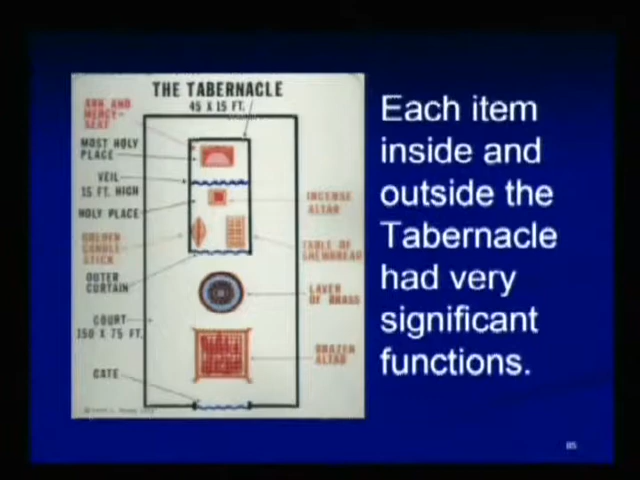 THE TABERNACLE
45 X 15 FT.
ARK AND
MERCY-
SEAT
MOST HOLY
PLACE
VEIL
15 FT. HIGH
HOLY PLACE
GOLDEN
CANDLE
STICK
OUTER
CURTAIN
COURT
150 X 75 FT.
GATE
INCENSE
ALTAR
TABLE OF
SHEWBREAD
LAVER
OF BRASS
BRAZEN
ALTAR
Each item
inside and
outside the
Tabernacle
had very
significant
functions.
85